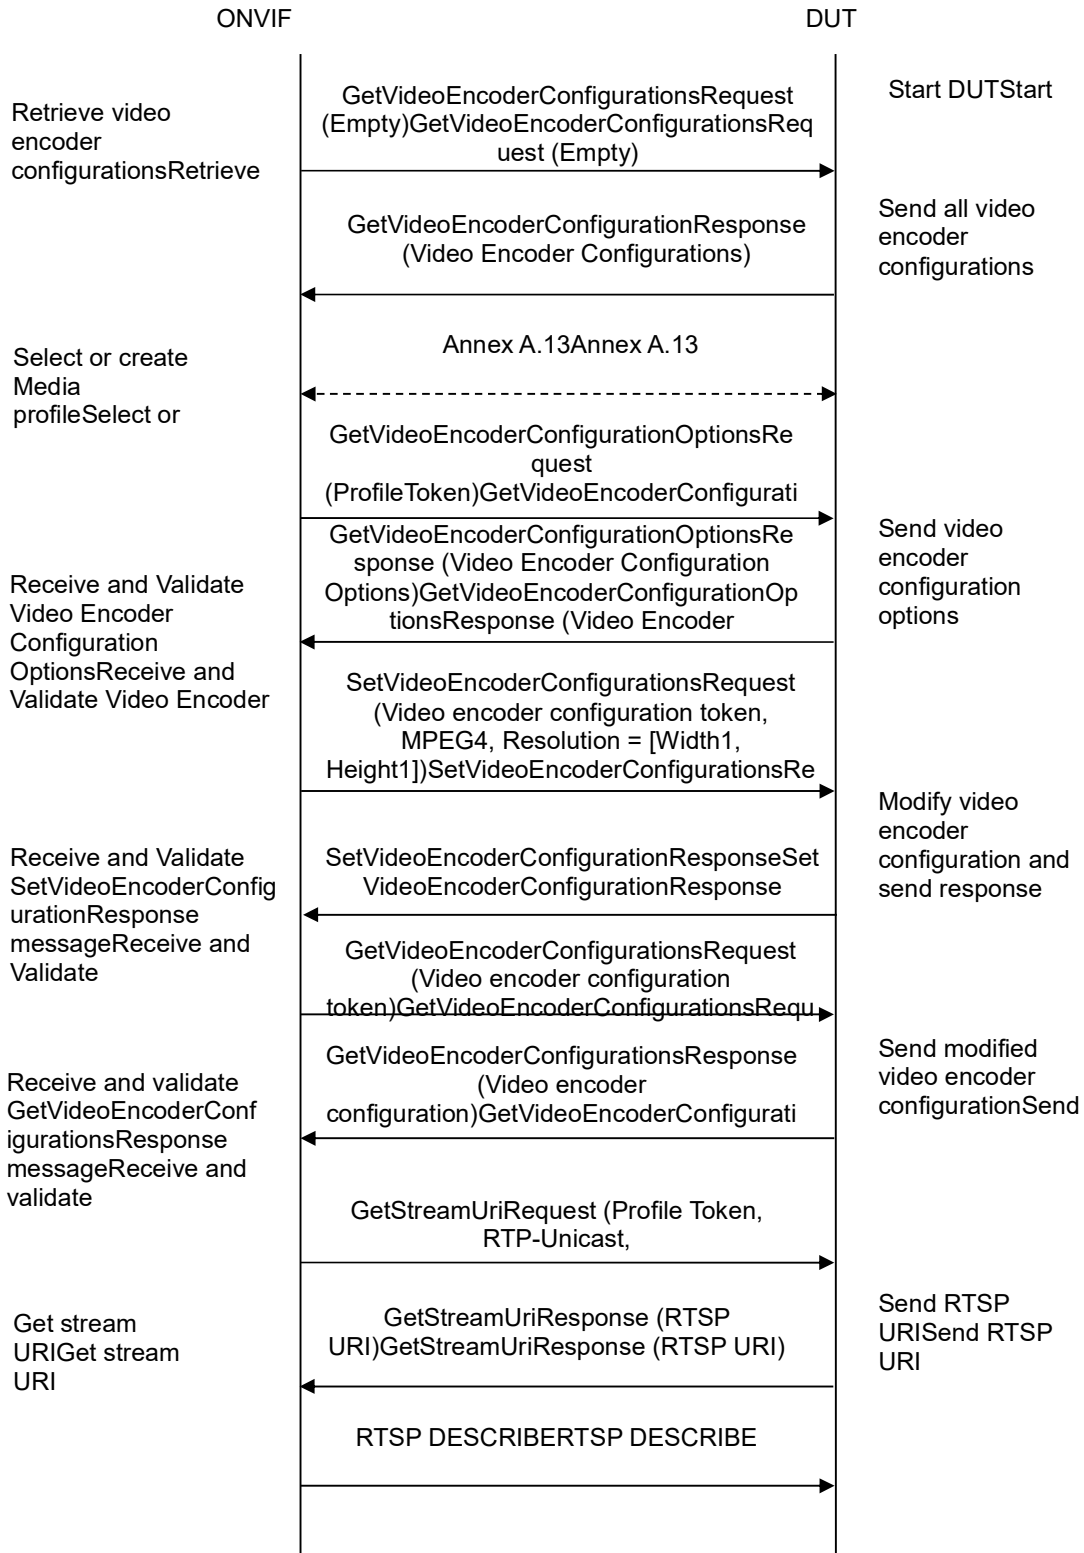 ONVIF
DUT
Start DUTStart
Retrieve video
encoder
configurationsRetrieve
GetVideoEncoderConfigurationsRequest
(Empty)GetVideoEncoderConfigurationsReq
uest (Empty)
Send all video
encoder
configurations
GetVideoEncoderConfigurationResponse
(Video Encoder Configurations)
Select or create
Media
profileSelect or
Annex A.13Annex A.13
GetVideoEncoderConfigurationOptionsRe
quest
(ProfileToken)GetVideoEncoderConfigurati
Send video
encoder
configuration
options
GetVideoEncoderConfigurationOptionsRe
sponse (Video Encoder Configuration
Options)GetVideoEncoderConfigurationOp
tionsResponse (Video Encoder
Receive and Validate
Video Encoder
Configuration
OptionsReceive and
Validate Video Encoder
SetVideoEncoderConfigurationsRequest
(Video encoder configuration token,
MPEG4, Resolution = [Width1,
Height1])SetVideoEncoderConfigurationsRe
Modify video
encoder
configuration and
send response
Receive and Validate
SetVideoEncoderConfig
urationResponse
messageReceive and
Validate
SetVideoEncoderConfigurationResponseSet
VideoEncoderConfigurationResponse
GetVideoEncoderConfigurationsRequest
(Video encoder configuration
token)GetVideoEncoderConfigurationsRequ
Send modified
video encoder
configurationSend
GetVideoEncoderConfigurationsResponse
(Video encoder
configuration)GetVideoEncoderConfigurati
Receive and validate
GetVideoEncoderConf
igurationsResponse
messageReceive and
validate
GetStreamUriRequest (Profile Token,
RTP-Unicast,
Send RTSP
URISend RTSP
URI
Get stream
URIGet stream
URI
GetStreamUriResponse (RTSP
URI)GetStreamUriResponse (RTSP URI)
RTSP DESCRIBERTSP DESCRIBE